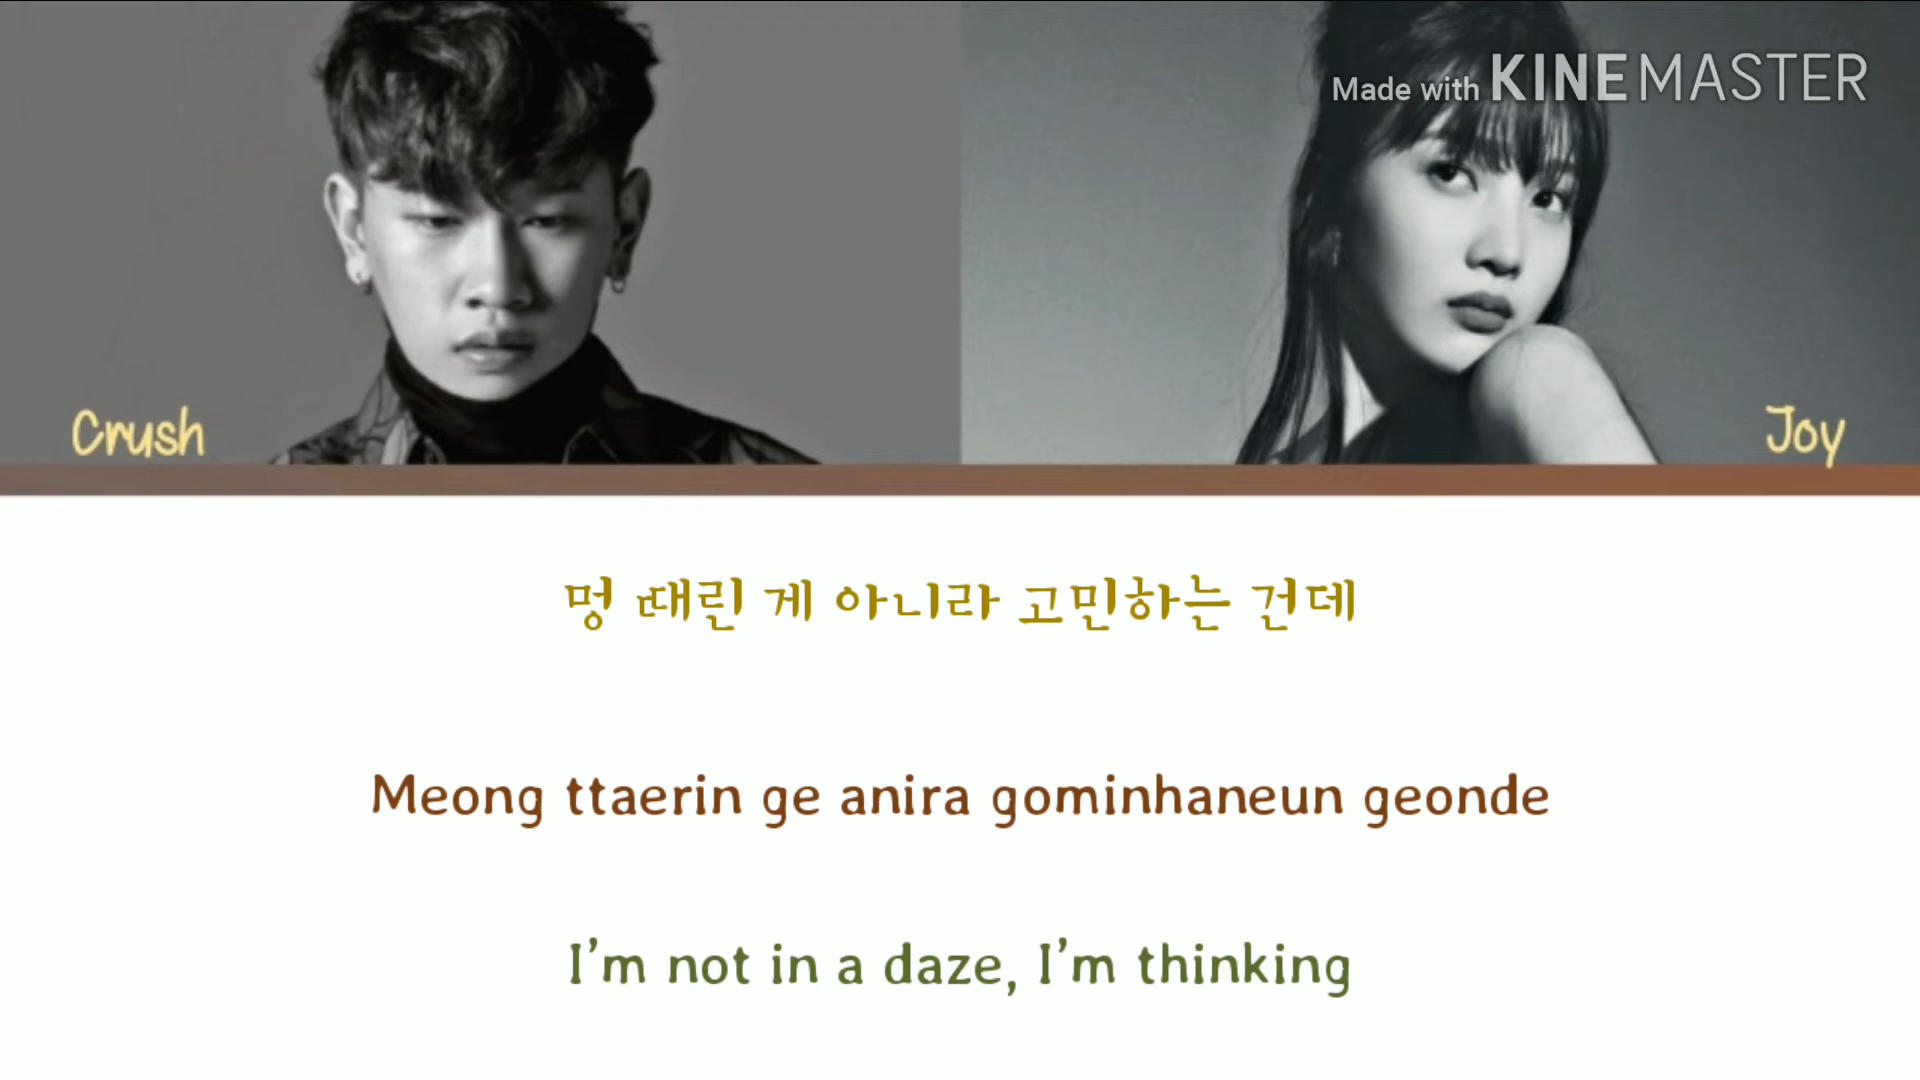 Made with KINEMASTER
Crush
Joy
멍 때린 게 아니라 고민하는 건데
Meong ttaerin ge anira gominhaneun geonde
I'm not in a daze, I'm thinking